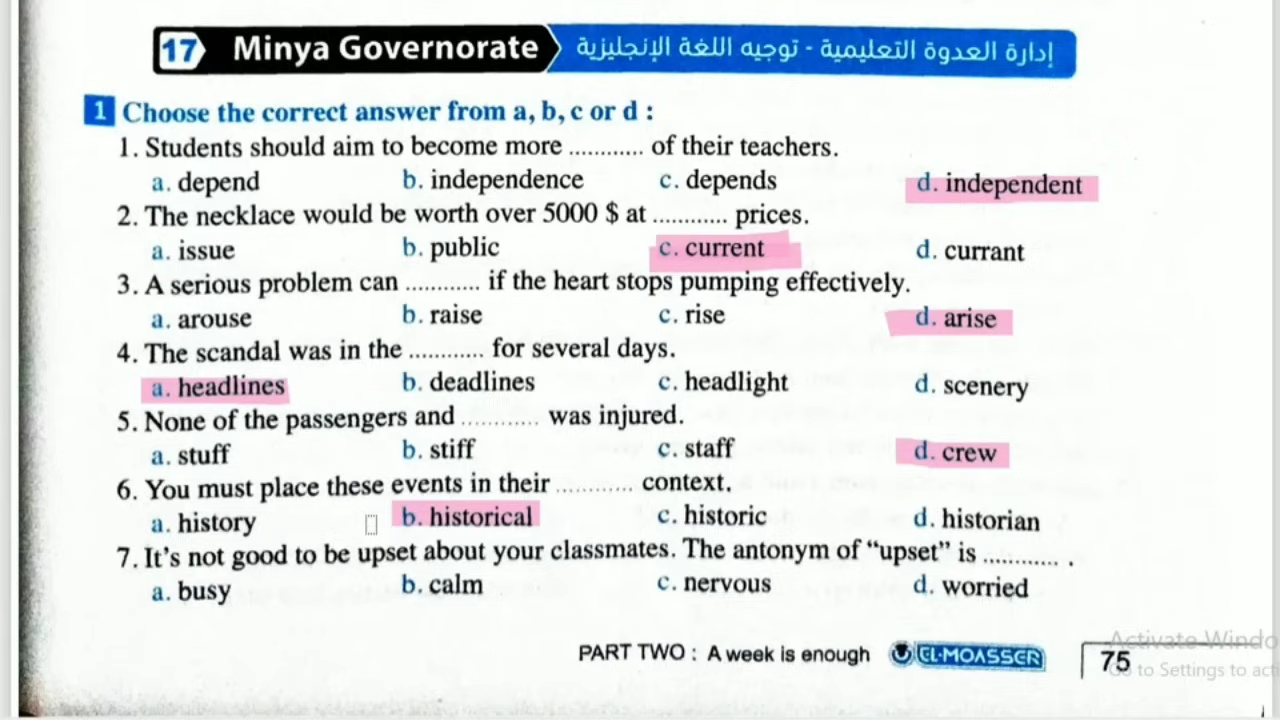 17 Minya Governorate إدارة العدوة التعليمية - توجيه اللغة الإنجليزية
1 Choose the correct answer from a, b, c or d :
1. Students should aim to become more ............ of their teachers.
a. depend b. independence c. depends d. independent
2. The necklace would be worth over 5000 $ at ............ prices.
a. issue b. public c. current d. currant
3. A serious problem can ............ if the heart stops pumping effectively.
a. arouse b. raise c. rise d. arise
4. The scandal was in the ............ for several days.
a. headlines b. deadlines c. headlight d. scenery
5. None of the passengers and ............ was injured.
a. stuff b. stiff c. staff d. crew
6. You must place these events in their ............ context.
a. history b. historical c. historic d. historian
7. It's not good to be upset about your classmates. The antonym of “upset” is ............ .
a. busy b. calm c. nervous d. worried
PART TWO : A week is enough EL-MOASSER 75
Activate Windo
Go to Settings to acti